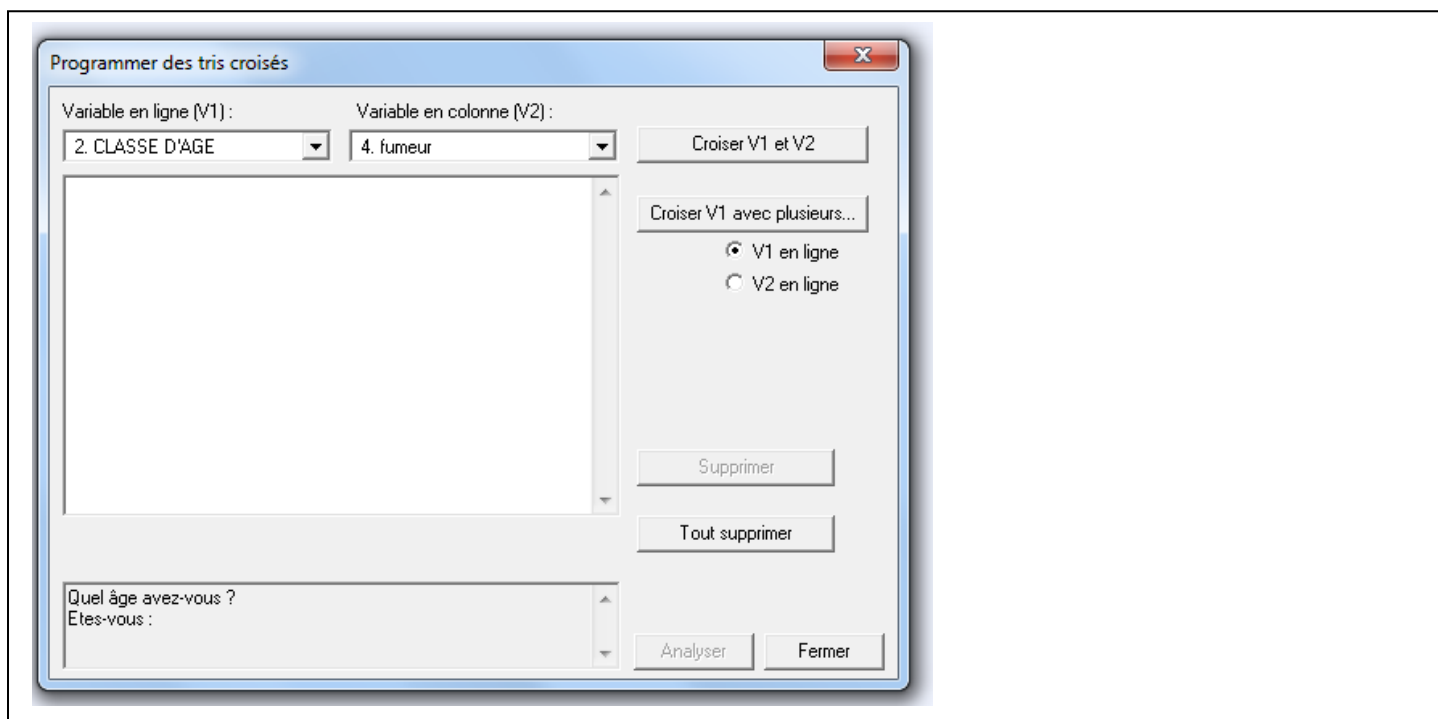 Programmer des tris croisés
Variable en ligne (V1) :
Variable en colonne (V2) :
2. CLASSE D'AGE
4. fumeur
Croiser V1 et V2
Croiser V1 avec plusieurs...
V1 en ligne
V2 en ligne
Supprimer
Tout supprimer
Quel âge avez-vous ?
Etes-vous :
Analyser
Fermer